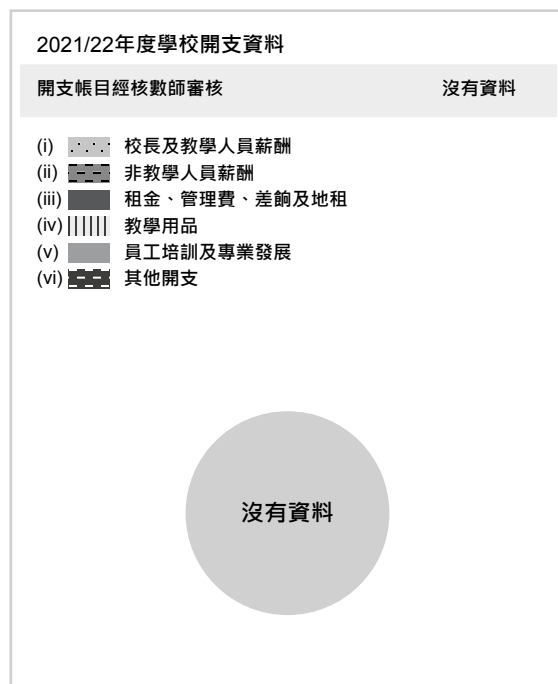 2021/22年度學校開支資料
開支帳目經核數師審核 沒有資料
(i) 校長及教學人員薪酬
(ii) 非教學人員薪酬
(iii) 租金、管理費、差餉及地租
(iv) 教學用品
(v) 員工培訓及專業發展
(vi) 其他開支
沒有資料